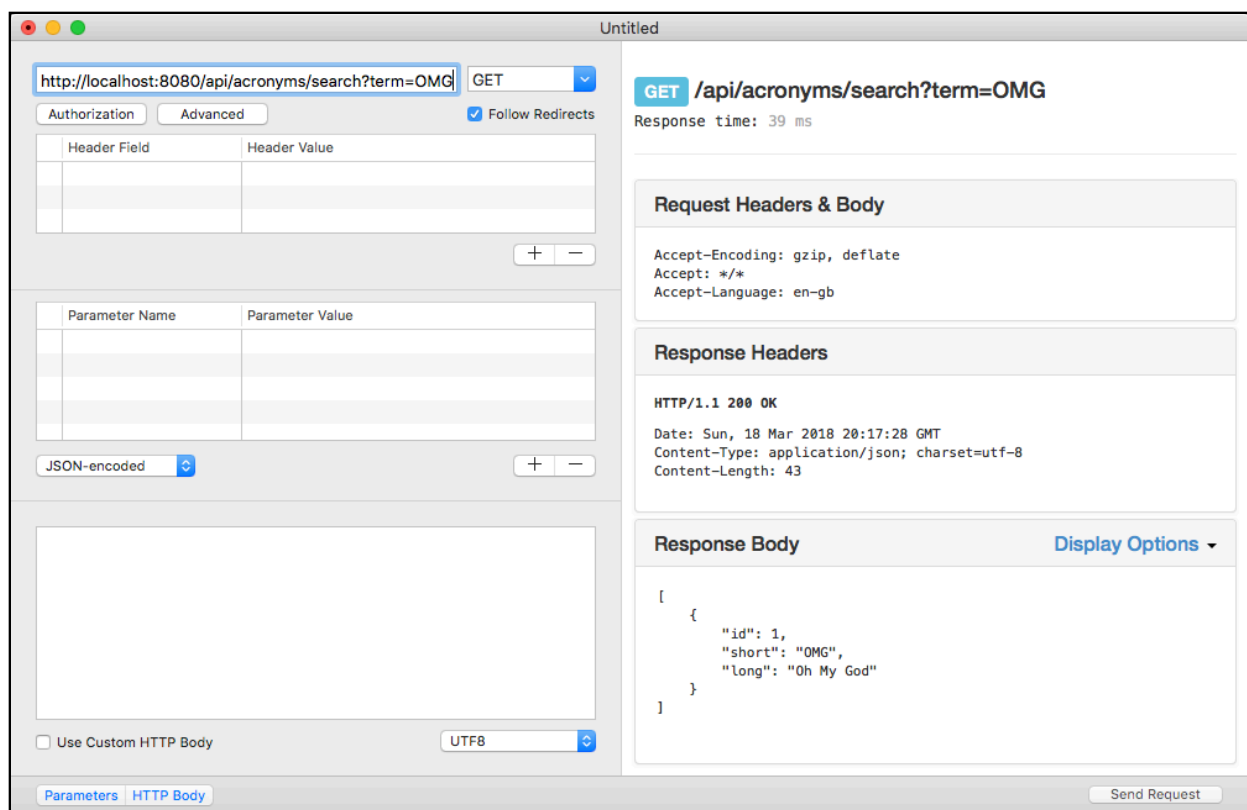 Untitled
http://localhost:8080/api/acronyms/search?term=OMG GET
Authorization Advanced Follow Redirects
Header Field Header Value
+ −
Parameter Name Parameter Value
JSON-encoded + −
Use Custom HTTP Body UTF8
Parameters HTTP Body
GET /api/acronyms/search?term=OMG
Response time: 39 ms
Request Headers & Body
Accept-Encoding: gzip, deflate
Accept: */*
Accept-Language: en-gb
Response Headers
HTTP/1.1 200 OK
Date: Sun, 18 Mar 2018 20:17:28 GMT
Content-Type: application/json; charset=utf-8
Content-Length: 43
Response Body Display Options
[
{
"id": 1,
"short": "OMG",
"long": "Oh My God"
}
]
Send Request